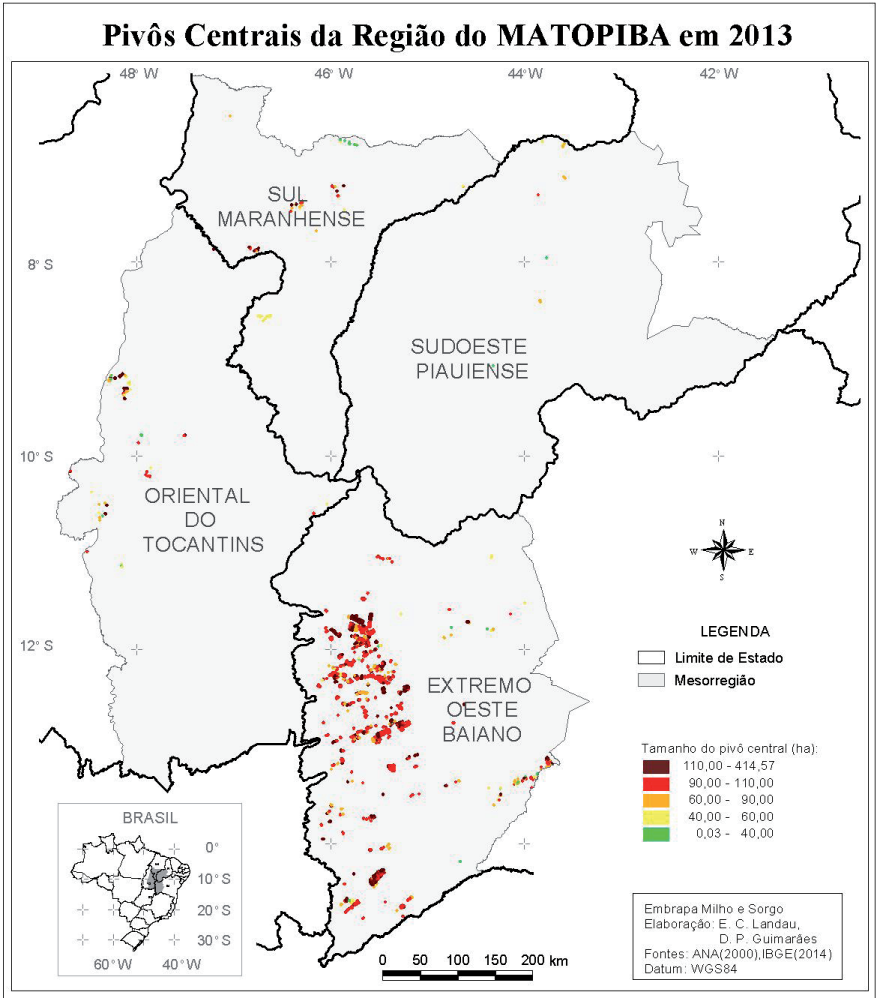 Pivôs Centrais da Região do MATOPIBA em 2013
48° W
46° W
44° W
42° W
8° S
10° S
12° S
SUL
MARANHENSE
SUDOESTE
PIAUIENSE
ORIENTAL
DO
TOCANTINS
EXTREMO
OESTE
BAIANO
N
W
E
S
LEGENDA
Limite de Estado
Mesorregião
Tamanho do pivô central (ha):
110,00 - 414,57
90,00 - 110,00
60,00 - 90,00
40,00 - 60,00
0,03 - 40,00
BRASIL
0°
10° S
20° S
30° S
60° W
40° W
0 50 100 150 200 km
Embrapa Milho e Sorgo
Elaboração: E. C. Landau,
D. P. Guimarães
Fontes: ANA(2000),IBGE(2014)
Datum: WGS84